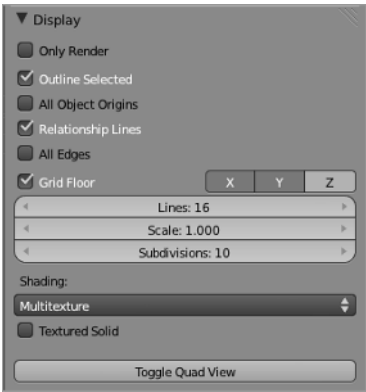 Display
Only Render
Outline Selected
All Object Origins
Relationship Lines
All Edges
Grid Floor X Y Z
Lines: 16
Scale: 1.000
Subdivisions: 10
Shading:
Multitexture
Textured Solid
Toggle Quad View